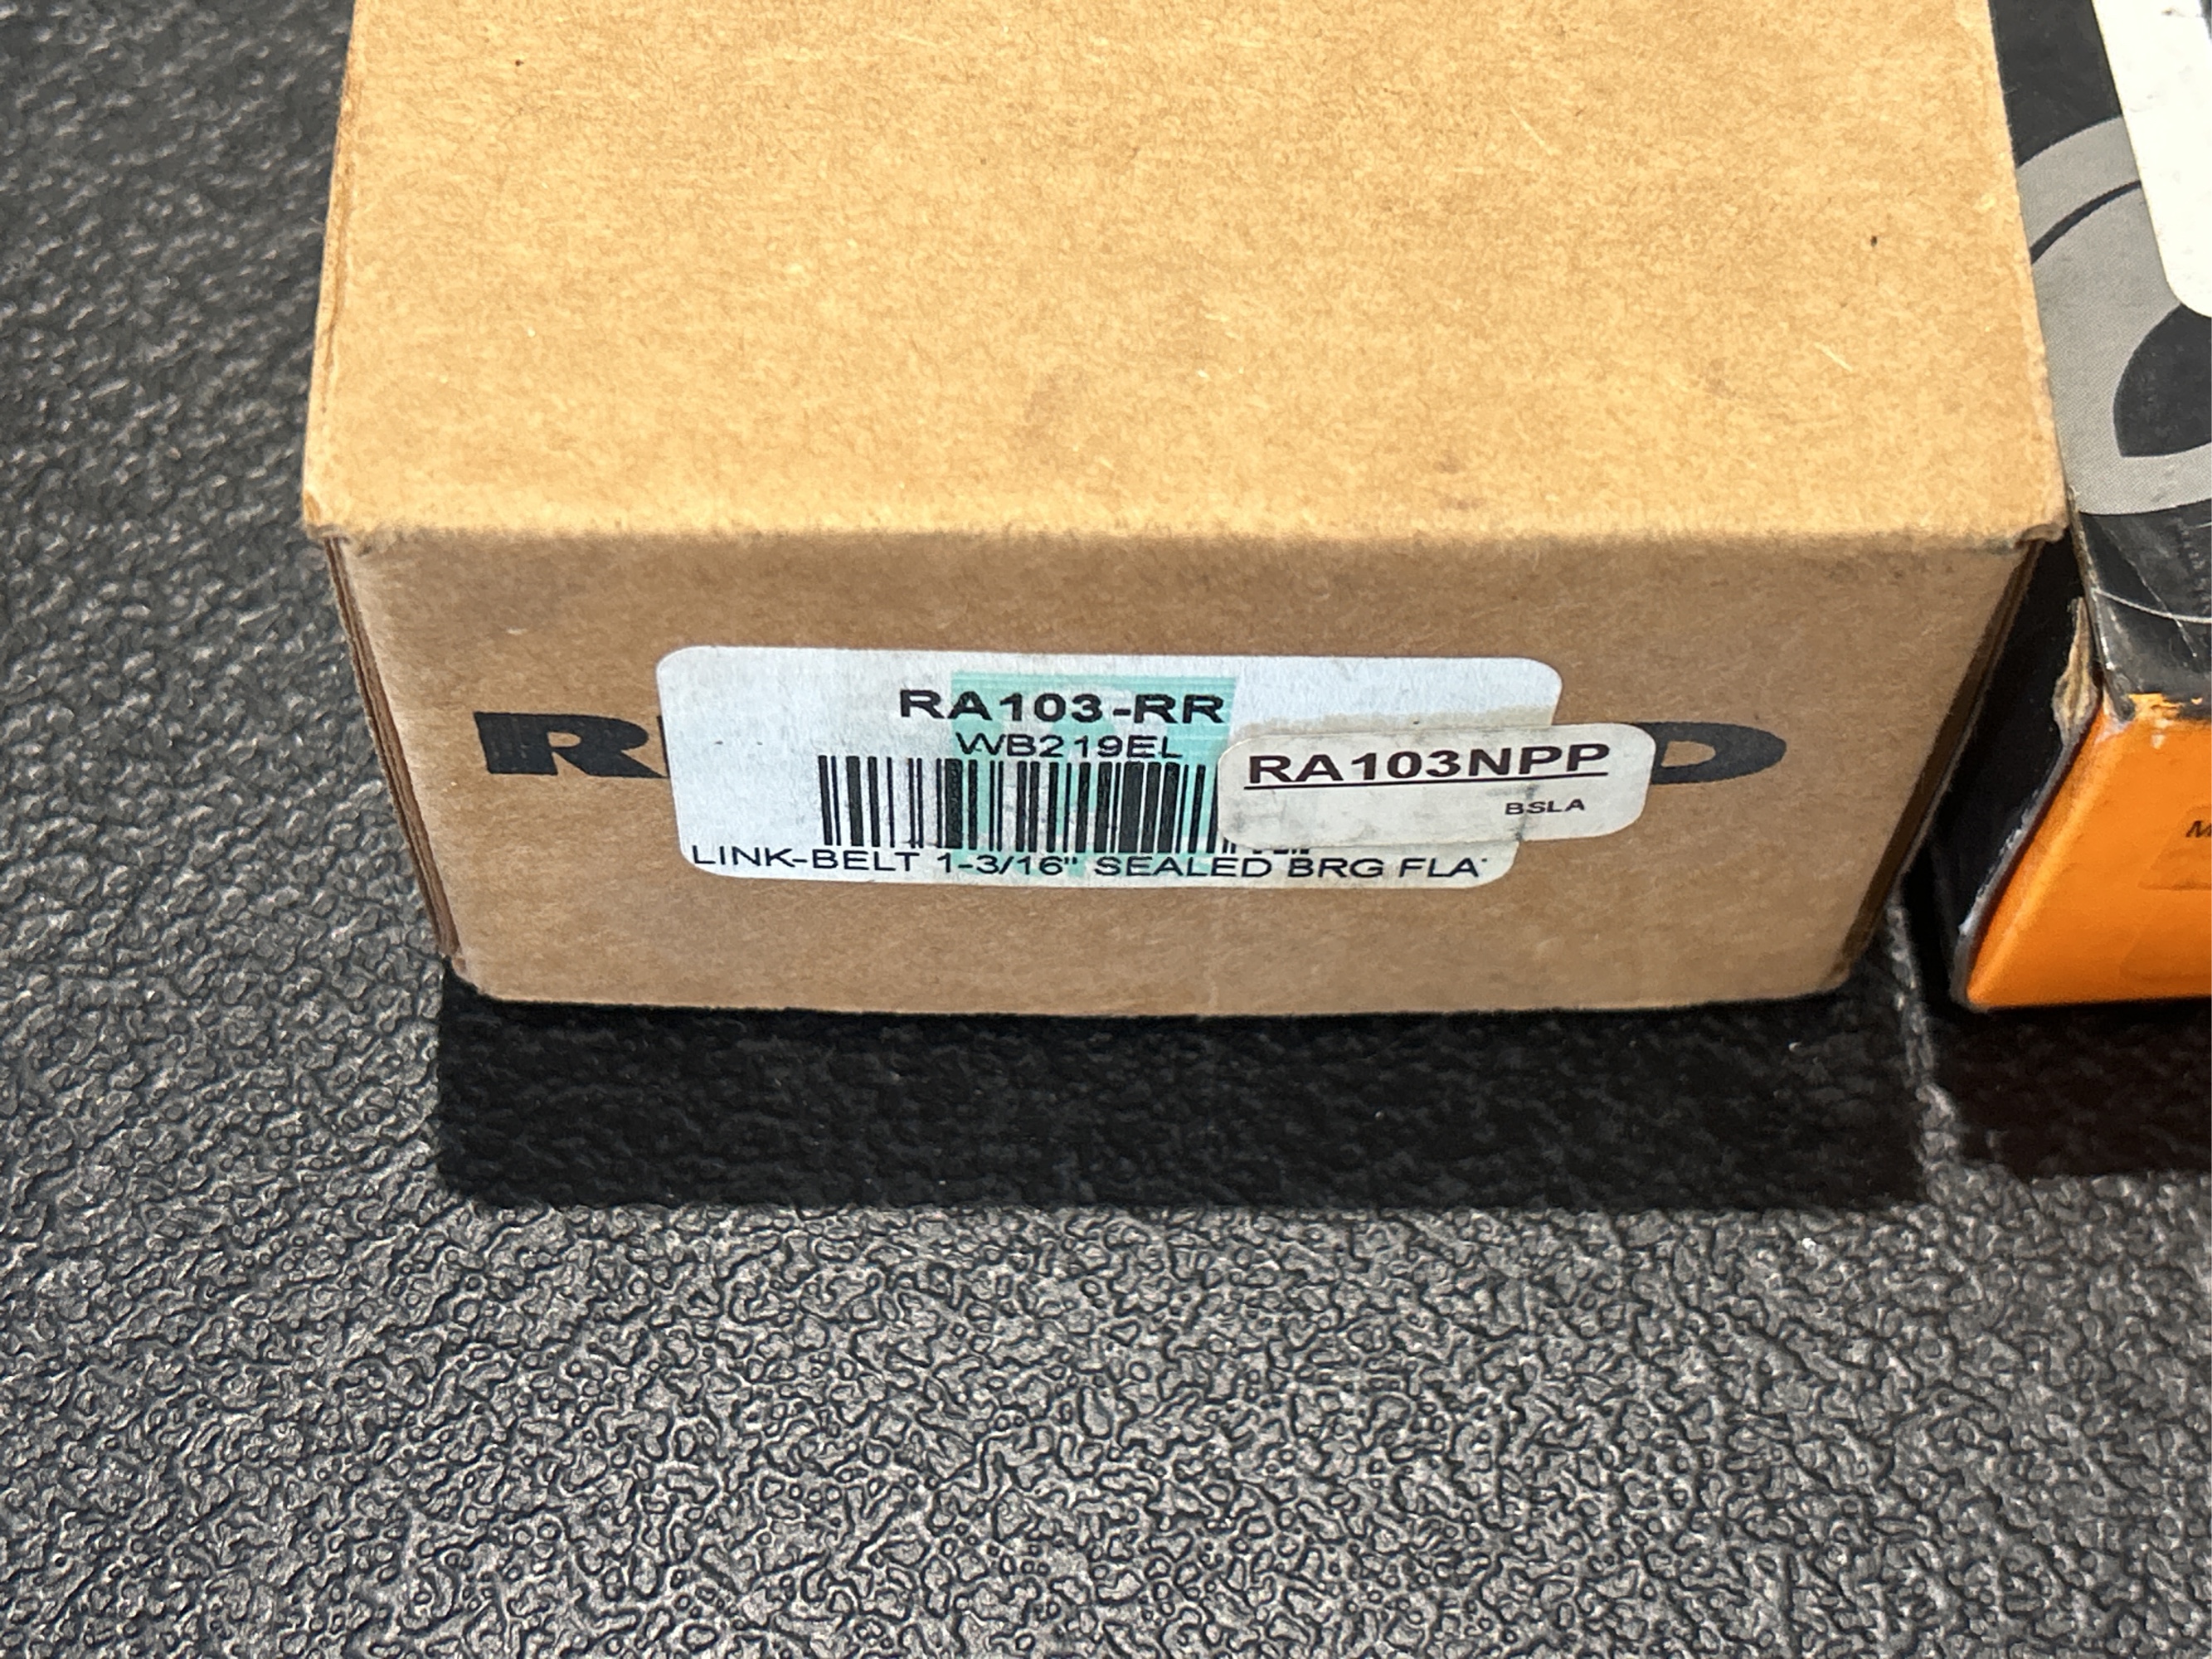 RA103-RR
WB219EL
RA103NPP
BSLA
LINK-BELT 1-3/16" SEALED BRG FLA